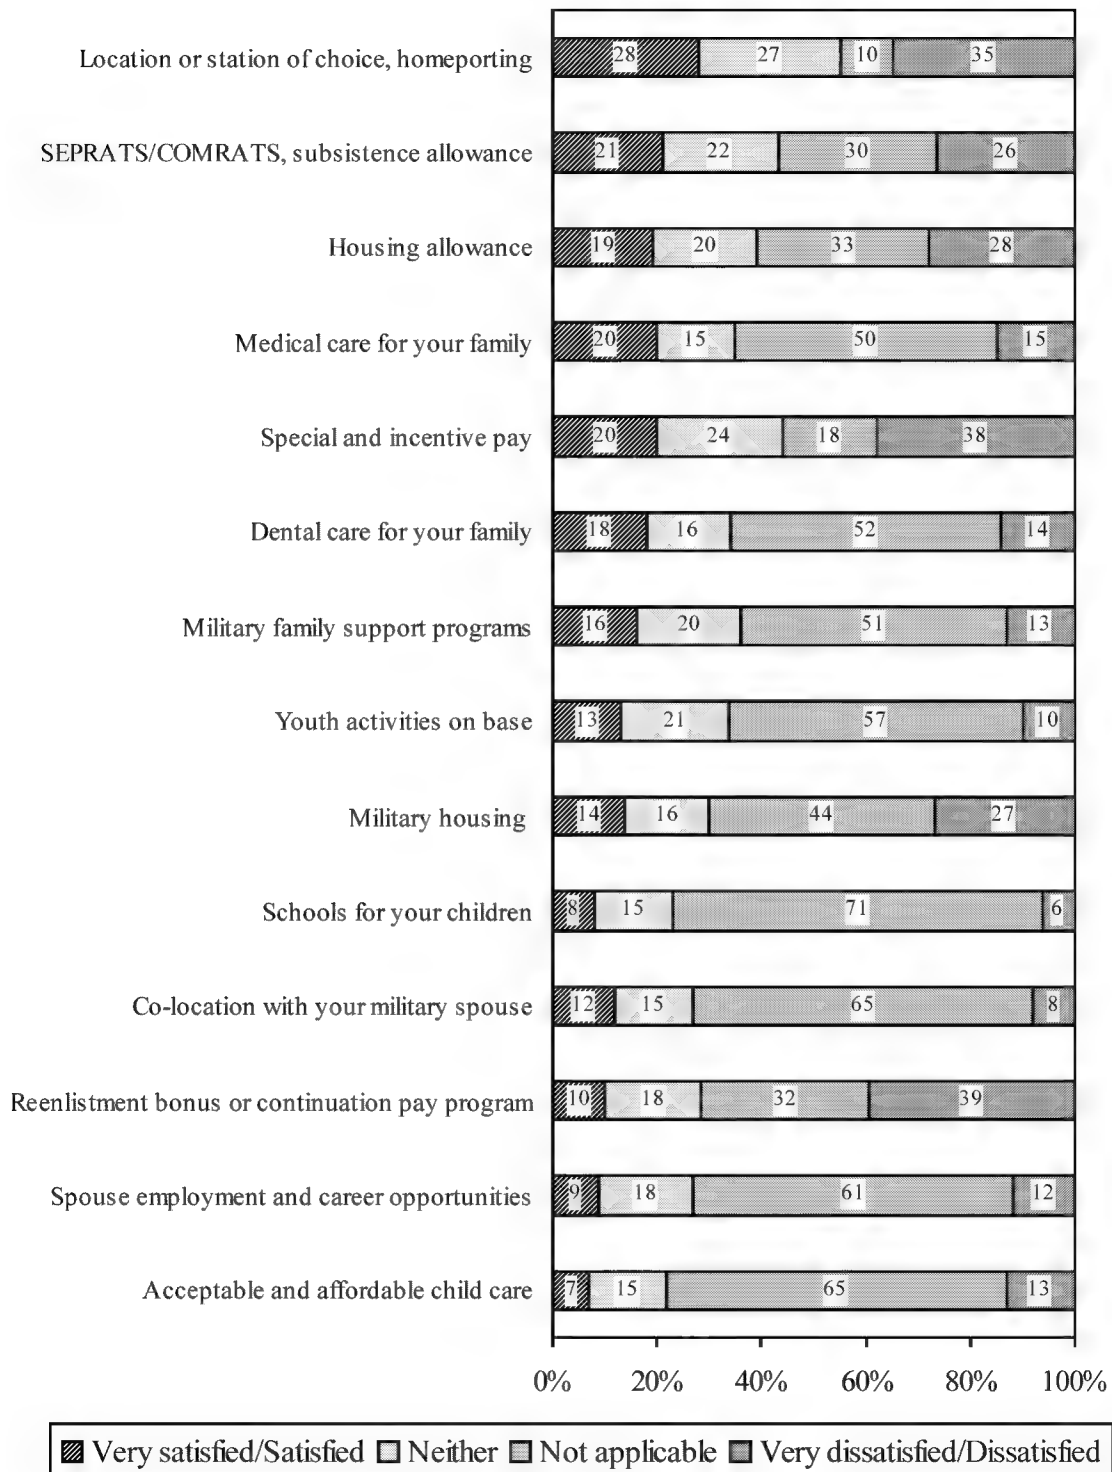 Location or station of choice, homeporting 28 27 10 35
SEPRATS/COMRATS, subsistence allowance 21 22 30 26
Housing allowance 19 20 33 28
Medical care for your family 20 15 50 15
Special and incentive pay 20 24 18 38
Dental care for your family 18 16 52 14
Military family support programs 16 20 51 13
Youth activities on base 13 21 57 10
Military housing 14 16 44 27
Schools for your children 8 15 71 6
Co-location with your military spouse 12 15 65 8
Reenlistment bonus or continuation pay program 10 18 32 39
Spouse employment and career opportunities 9 18 61 12
Acceptable and affordable child care 7 15 65 13
0% 20% 40% 60% 80% 100%
Very satisfied/Satisfied Neither Not applicable Very dissatisfied/Dissatisfied